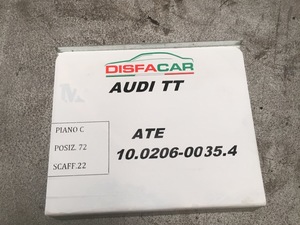 DISFACAR
AUDI TT
PIANO C
POSIZ. 72
SCAFF.22
ATE
10.0206-0035.4